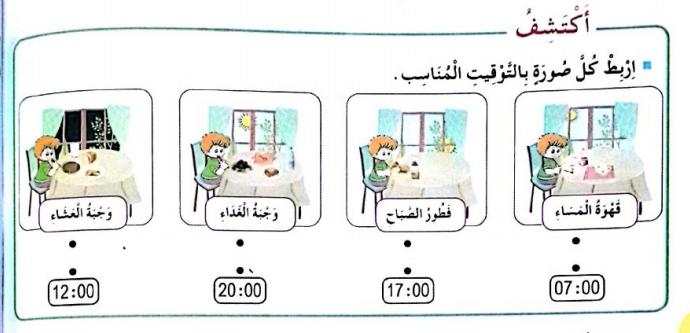 أَكْتَشِفُ
اِرْبِطْ كُلَّ صُورَةٍ بِالتَّوْقِيتِ الْمُنَاسِبِ.
قَهْوَةُ الْمَسَاءِ
فَطُورُ الصَّبَاحِ
وَجْبَةُ الْغَدَاءِ
وَجْبَةُ الْعَشَاءِ
07:00
17:00
20:00
12:00